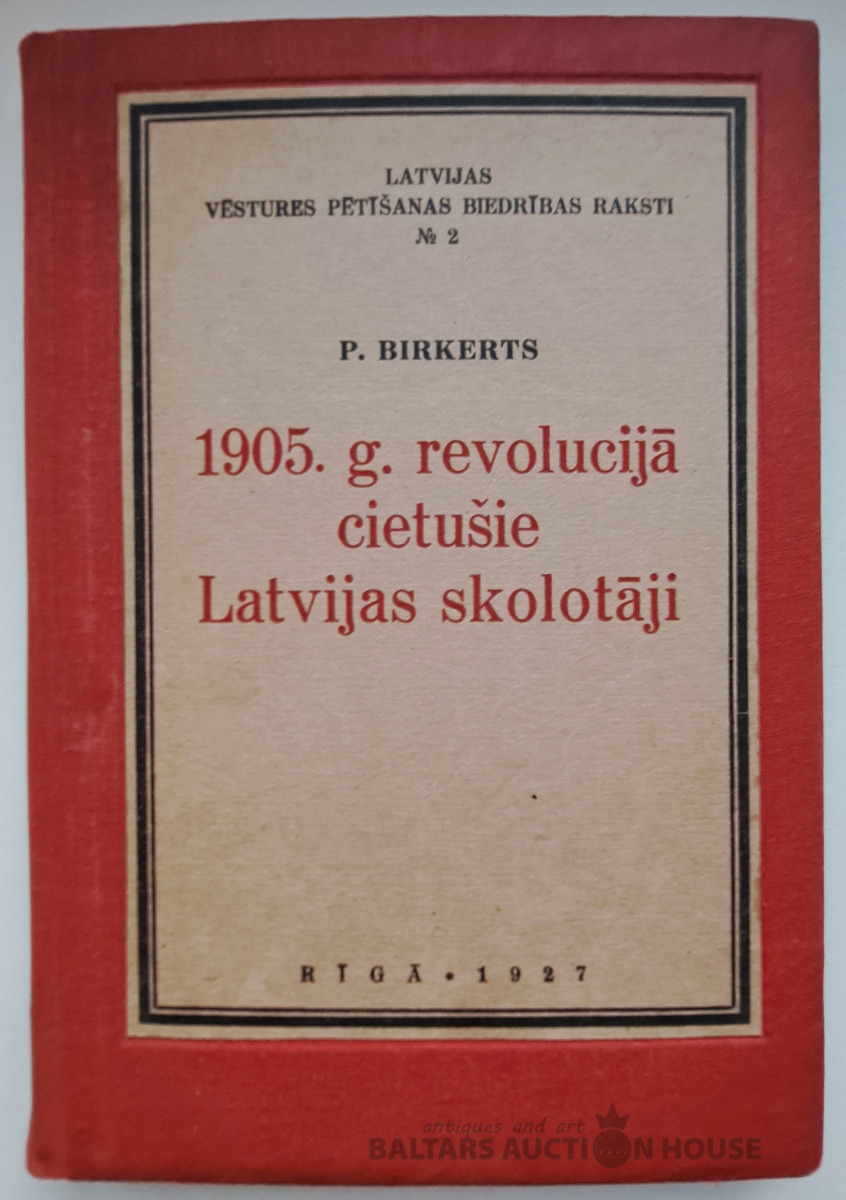 LATVIJAS
VĒSTURES PĒTĪŠANAS BIEDRĪBAS RAKSTI
№ 2
P. BIRKERTS
1905. g. revolucijā
cietušie
Latvijas skolotāji
RĪGĀ • 1927
antiques and art
BALTARS AUCTION HOUSE